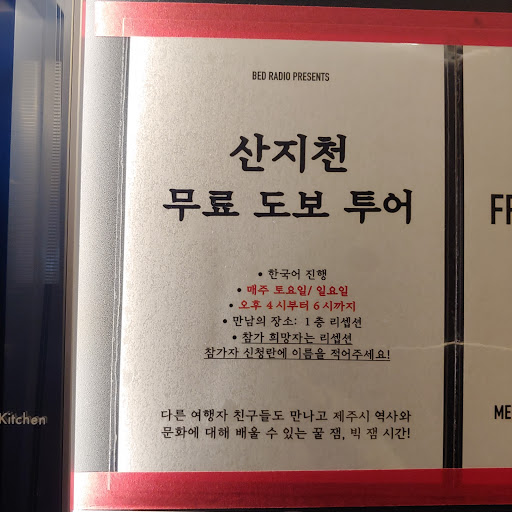 BED RADIO PRESENTS
산지천
무료 도보 투어
• 한국어 진행
• 매주 토요일/ 일요일
• 오후 4시부터 6시까지
• 만남의 장소: 1층 리셉션
• 참가 희망자는 리셉션
참가자 신청란에 이름을 적어주세요!
다른 여행자 친구들도 만나고 제주시 역사와
문화에 대해 배울 수 있는 꿀 잼, 빅 잼 시간!
Kitchen
FR
ME